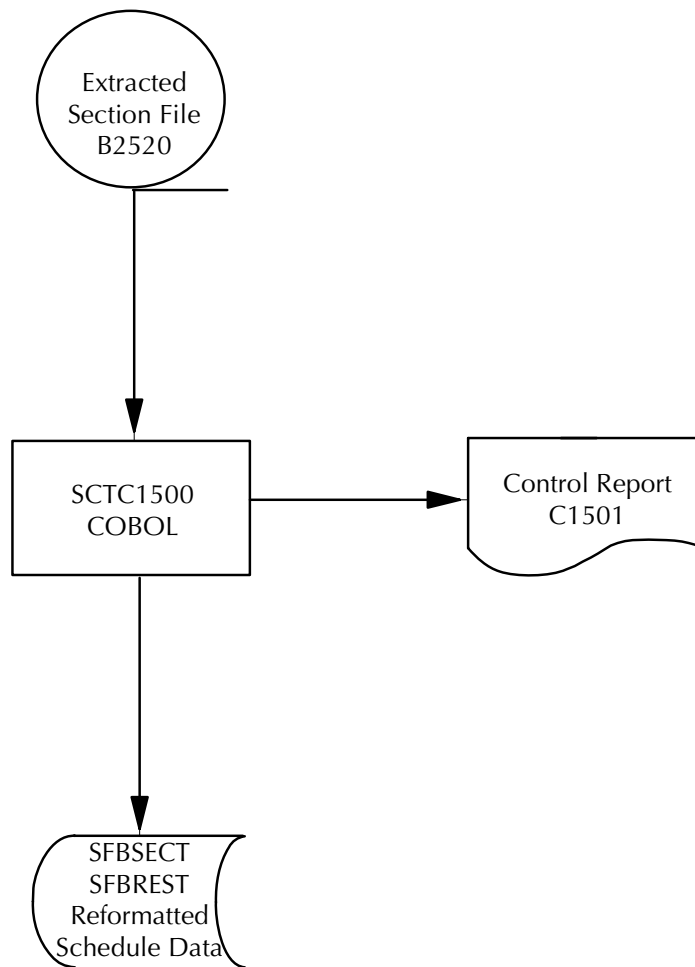 Extracted
Section File
B2520
SCTC1500
COBOL
Control Report
C1501
SFBSECT
SFBREST
Reformatted
Schedule Data